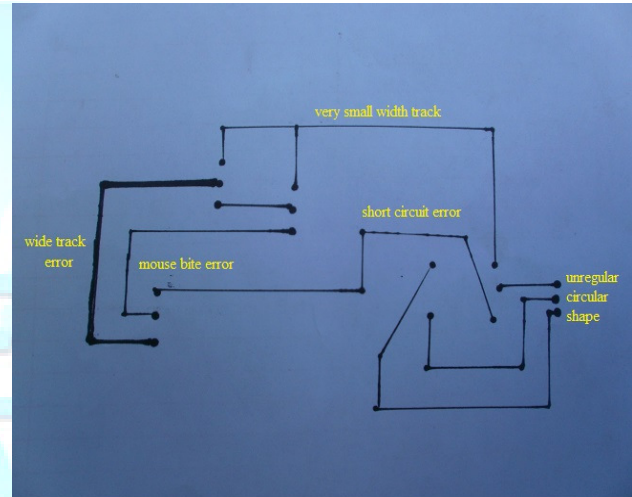 very small width track
short circuit error
wide track
error
mouse bite error
unregular
circular
shape